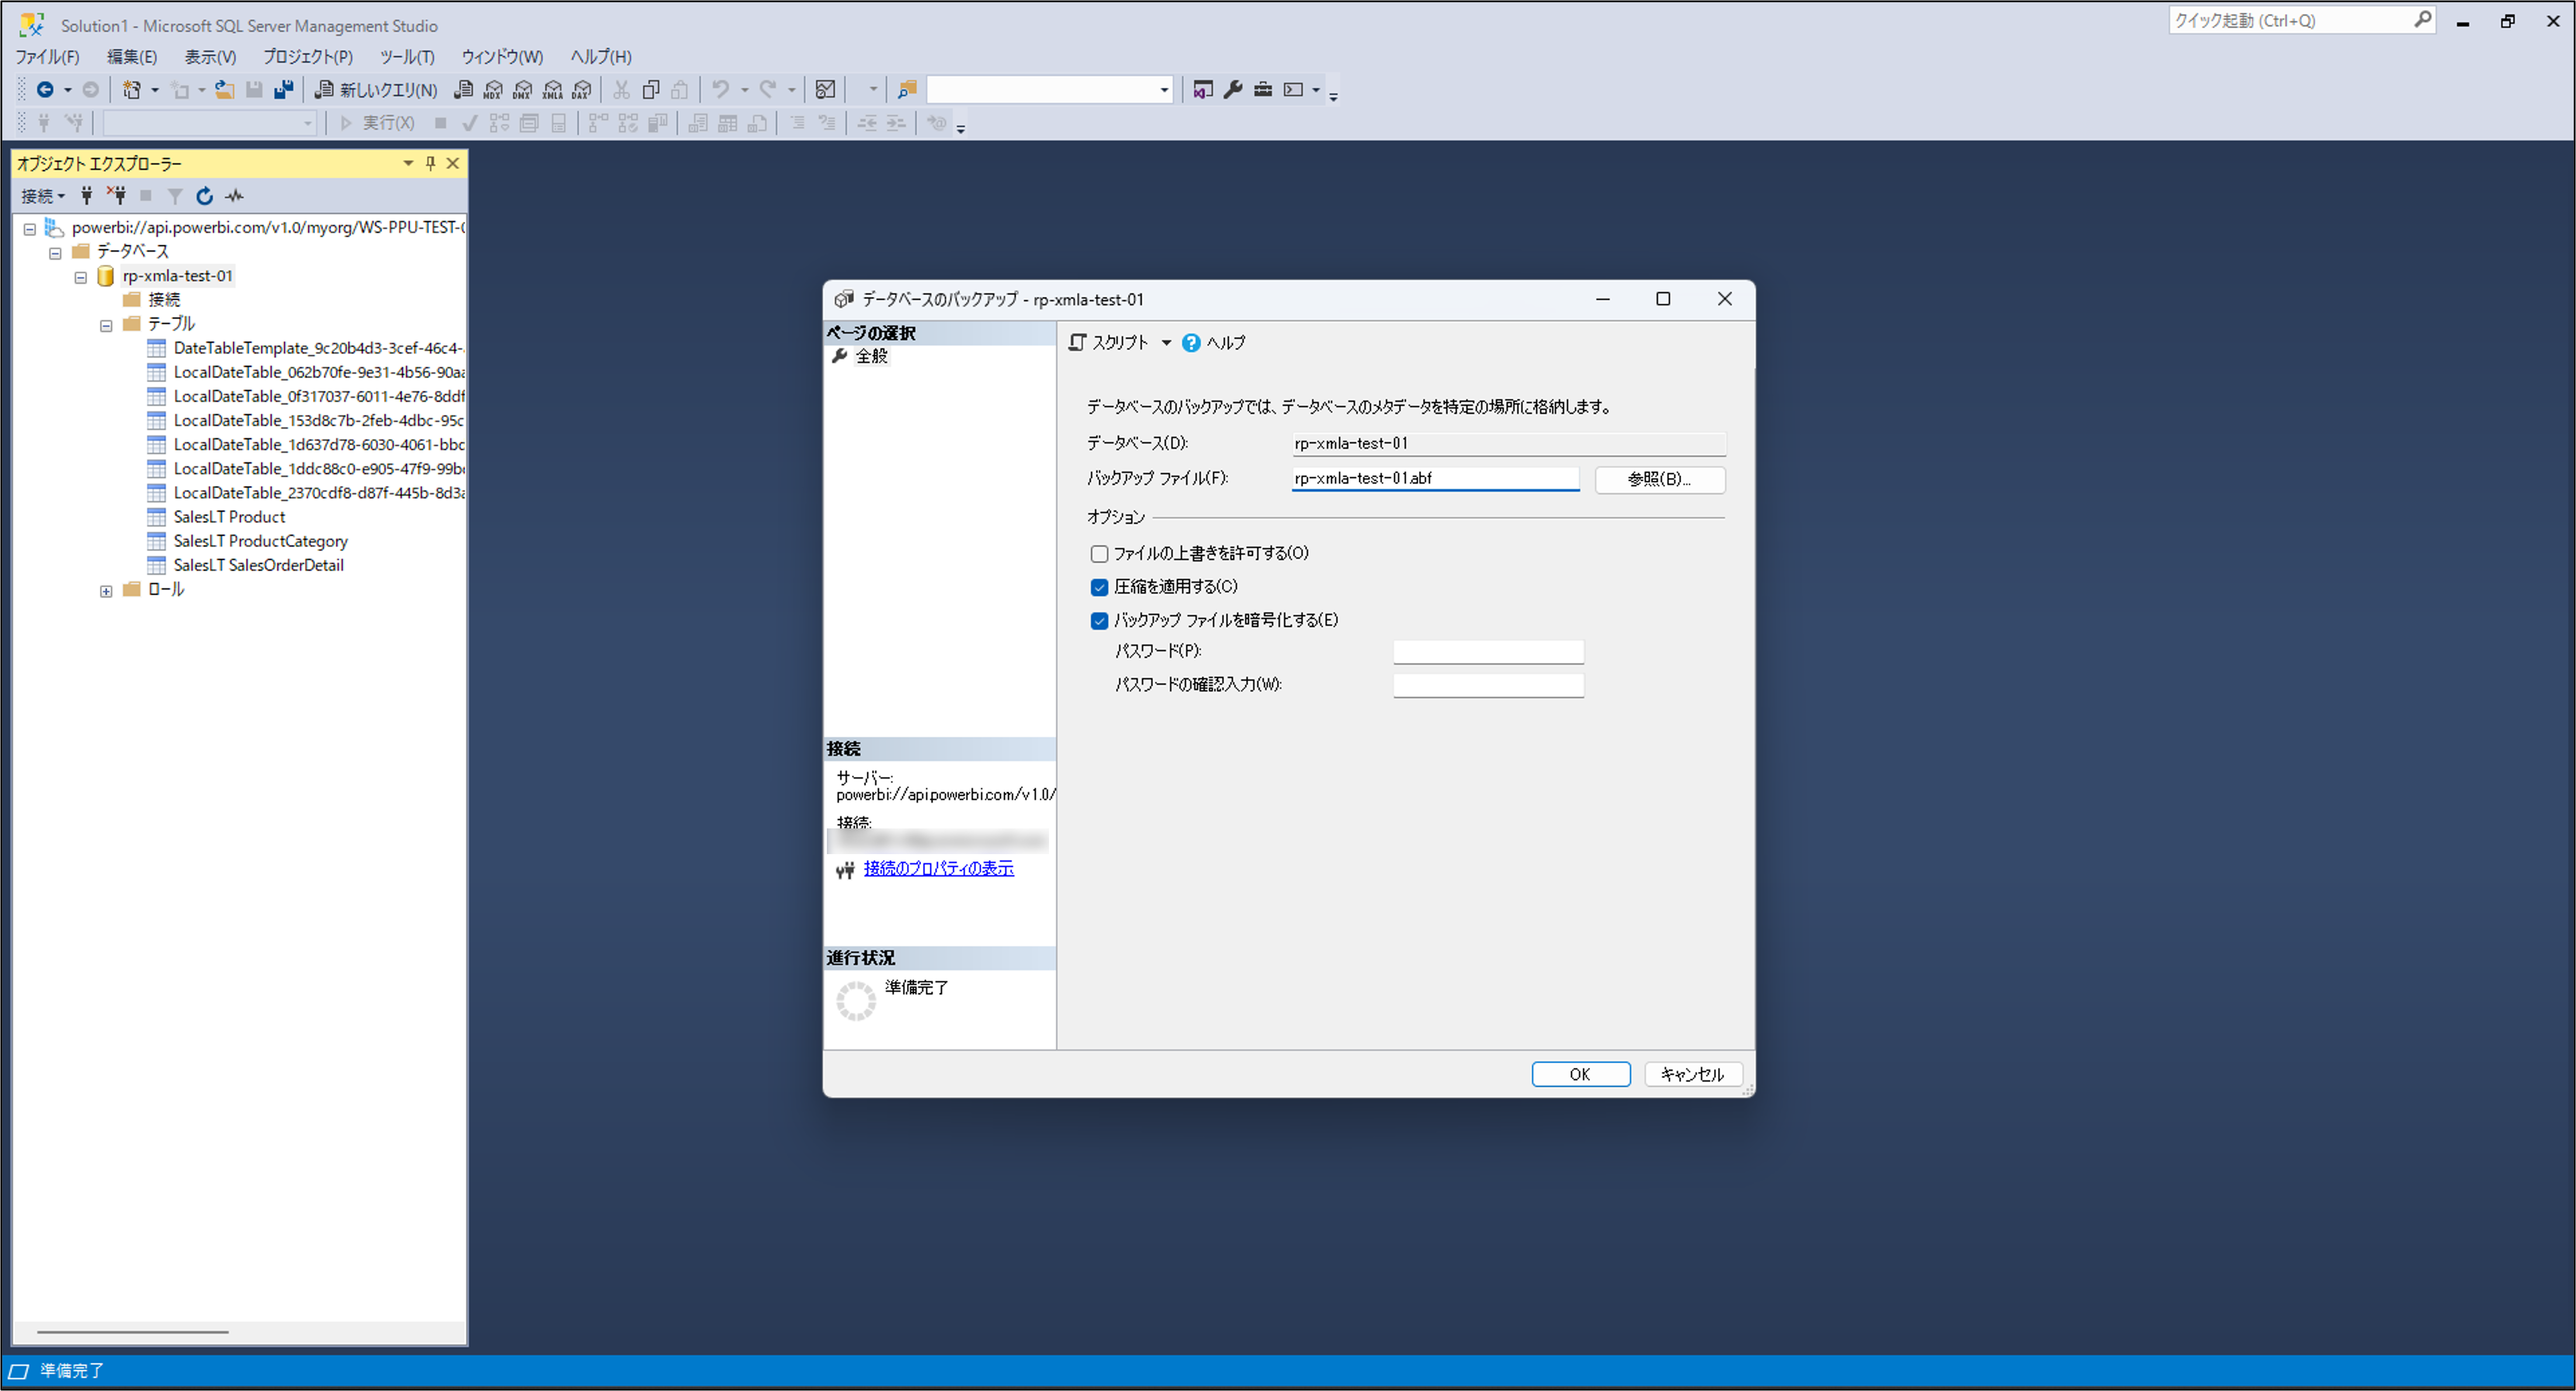 Solution1 - Microsoft SQL Server Management Studio
クイック起動 (Ctrl+Q)
ファイル(F) 編集(E) 表示(V) プロジェクト(P) ツール(T) ウィンドウ(W) ヘルプ(H)
新しいクエリ(N) MDX DMX XMLA DAX
実行(X)
オブジェクト エクスプローラー
接続
powerbi://api.powerbi.com/v1.0/myorg/WS-PPU-TEST-
データベース
rp-xmla-test-01
接続
テーブル
DateTableTemplate_9c20b4d3-3cef-46c4-
LocalDateTable_062b70fe-9e31-4b56-90aa
LocalDateTable_0f317037-6011-4e76-8ddf
LocalDateTable_153d8c7b-2feb-4dbc-95c
LocalDateTable_1d637d78-6030-4061-bbc
LocalDateTable_1ddc88c0-e905-47f9-99b
LocalDateTable_2370cdf8-d87f-445b-8d3a
SalesLT Product
SalesLT ProductCategory
SalesLT SalesOrderDetail
ロール
データベースのバックアップ - rp-xmla-test-01
ページの選択
全般
スクリプト ヘルプ
データベースのバックアップでは、データベースのメタデータを特定の場所に格納します。
データベース(D): rp-xmla-test-01
バックアップ ファイル(F): rp-xmla-test-01.abf 参照(B)...
オプション
ファイルの上書きを許可する(O)
圧縮を適用する(C)
バックアップ ファイルを暗号化する(E)
パスワード(P):
パスワードの確認入力(W):
接続
サーバー:
powerbi://api.powerbi.com/v1.0/
接続:
接続のプロパティの表示
進行状況
準備完了
OK キャンセル
準備完了